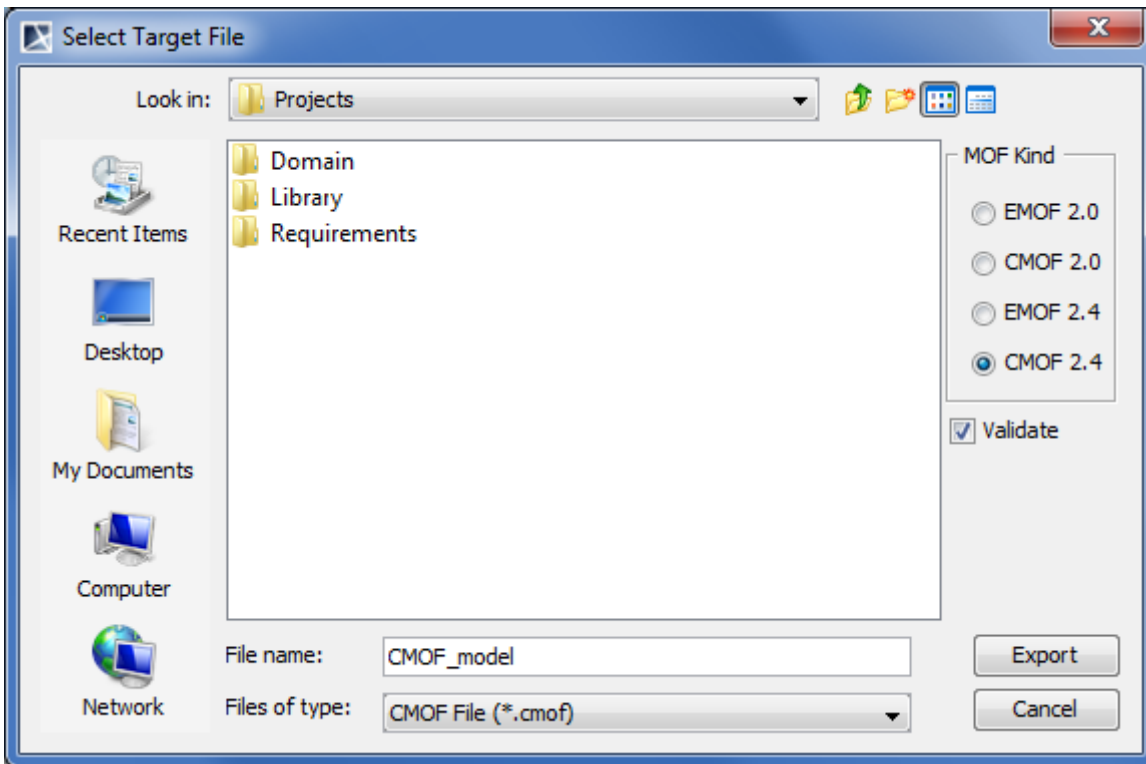 Select Target File
Look in:
Projects
Domain
Library
Requirements
Recent Items
Desktop
My Documents
Computer
Network
MOF Kind
EMOF 2.0
CMOF 2.0
EMOF 2.4
CMOF 2.4
Validate
File name:
CMOF_model
Export
Files of type:
CMOF File (*.cmof)
Cancel